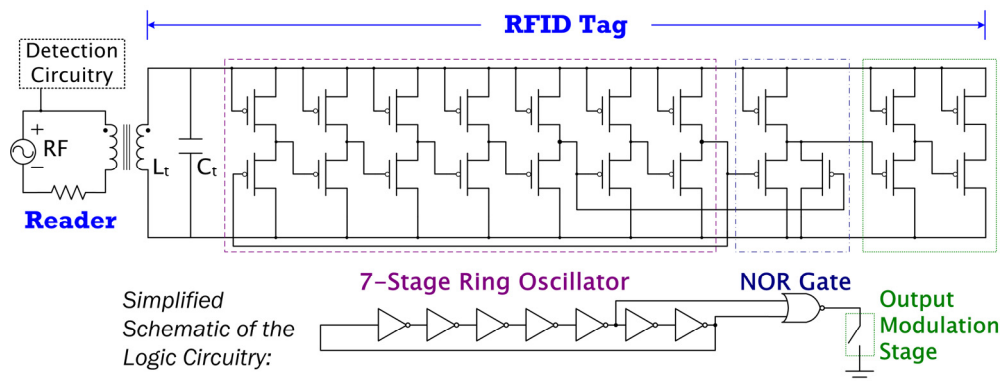 RFID Tag
Detection
Circuitry
+
RF
−
Lt
Ct
Reader
7-Stage Ring Oscillator
NOR Gate
Simplified
Schematic of the
Logic Circuitry:
Output
Modulation
Stage